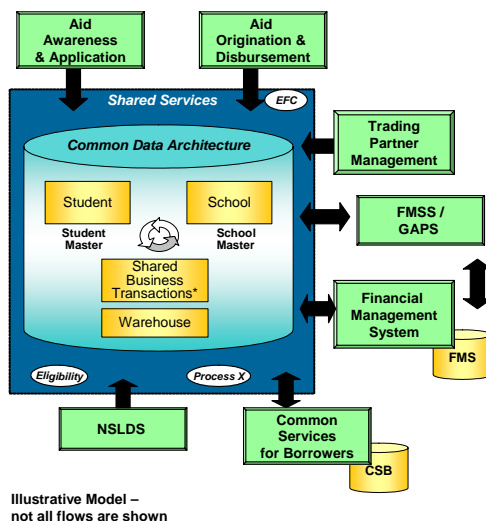 Aid
Awareness
& Application
Aid
Origination &
Disbursement
Shared Services
EFC
Common Data Architecture
Trading
Partner
Management
Student
School
Student
Master
School
Master
FMSS /
GAPS
Shared
Business
Transactions*
Warehouse
Financial
Management
System
FMS
Eligibility
Process X
NSLDS
Common
Services
for Borrowers
CSB
Illustrative Model –
not all flows are shown